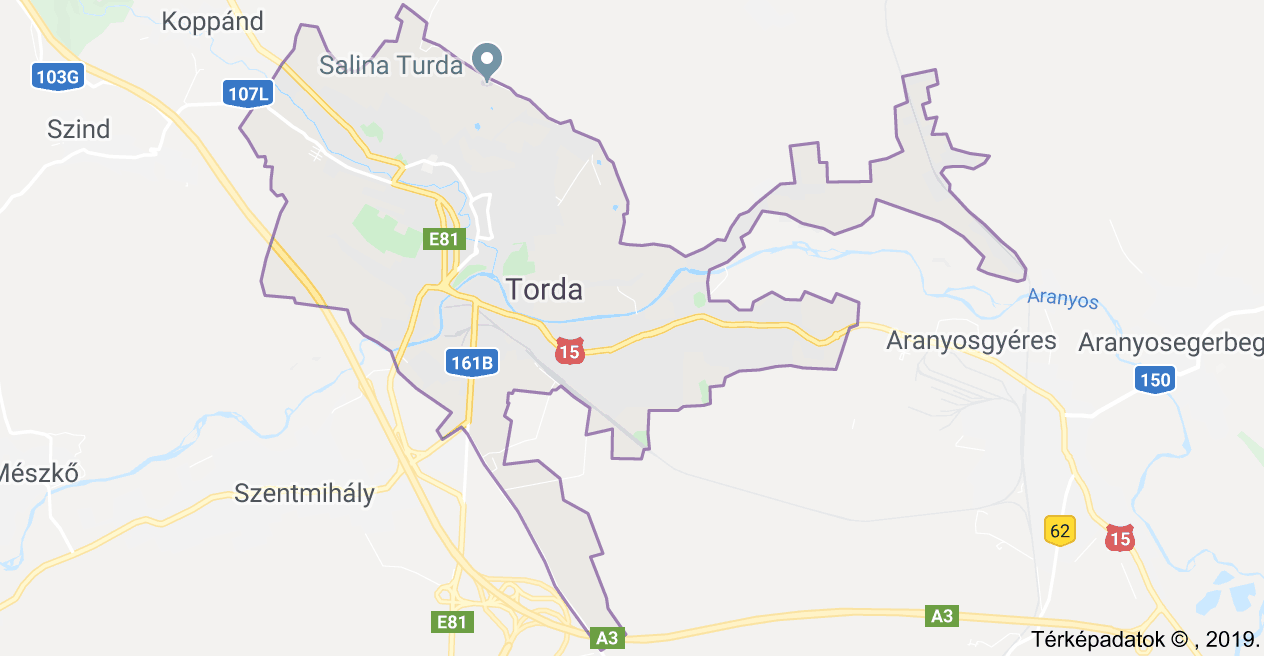 Koppánd
Salina Turda
103G
107L
Szind
E81
Torda
Aranyos
15
Aranyosgyéres
Aranyosegerbeg
161B
150
Mészkő
Szentmihály
62
15
E81
A3
A3
Térképadatok © , 2019.